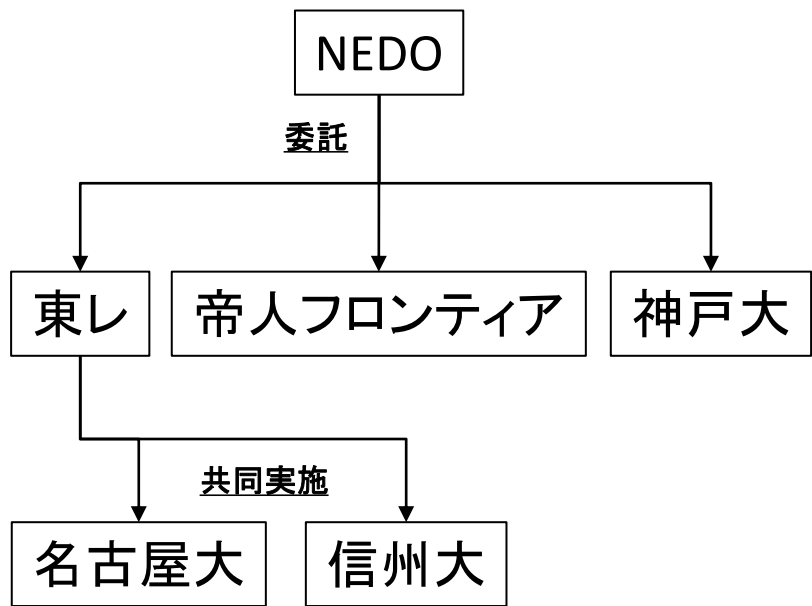 NEDO
委託
東レ
帝人フロンティア
神戸大
共同実施
名古屋大
信州大